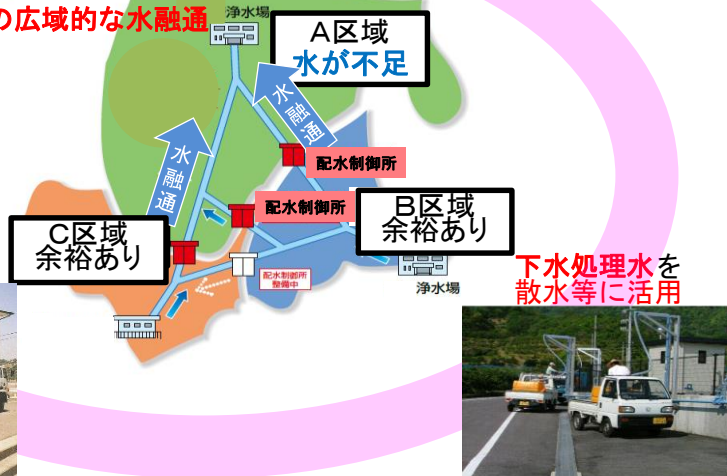 の広域的な水融通
浄水場
A区域
水が不足
水融通
水融通
配水制御所
配水制御所
B区域
余裕あり
C区域
余裕あり
配水制御所
整備中
浄水場
下水処理水を
散水等に活用